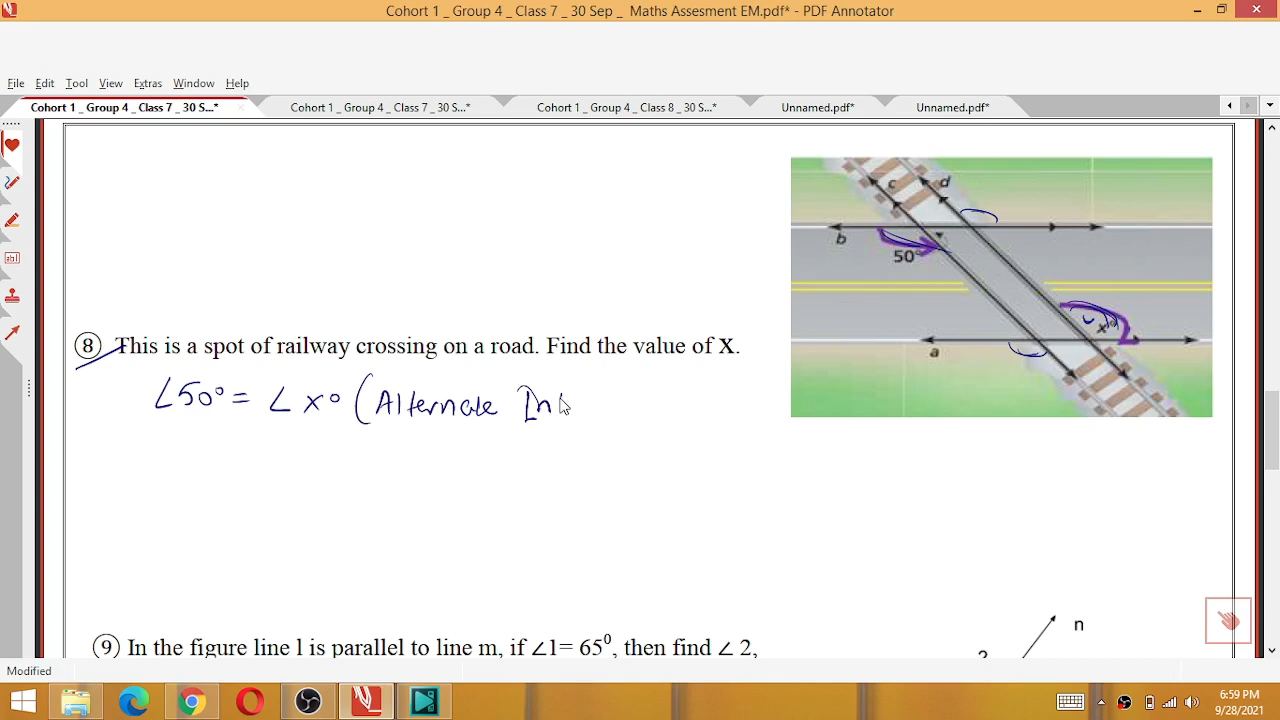 Cohort 1 _ Group 4 _ Class 7 _ 30 Sep _ Maths Assesment EM.pdf* - PDF Annotator
File Edit Tool View Extras Window Help
Cohort 1 _ Group 4 _ Class 7 _ 30 S...* Cohort 1 _ Group 4 _ Class 7 _ 30 S...* Cohort 1 _ Group 4 _ Class 8 _ 30 S...* Unnamed.pdf* Unnamed.pdf*
c d
b
50°
x°
a
8 This is a spot of railway crossing on a road. Find the value of X.
∠50° = ∠x° (Alternate Int
n
9 In the figure line l is parallel to line m, if ∠1= 65⁰, then find ∠ 2,
2
Modified
6:59 PM
9/28/2021